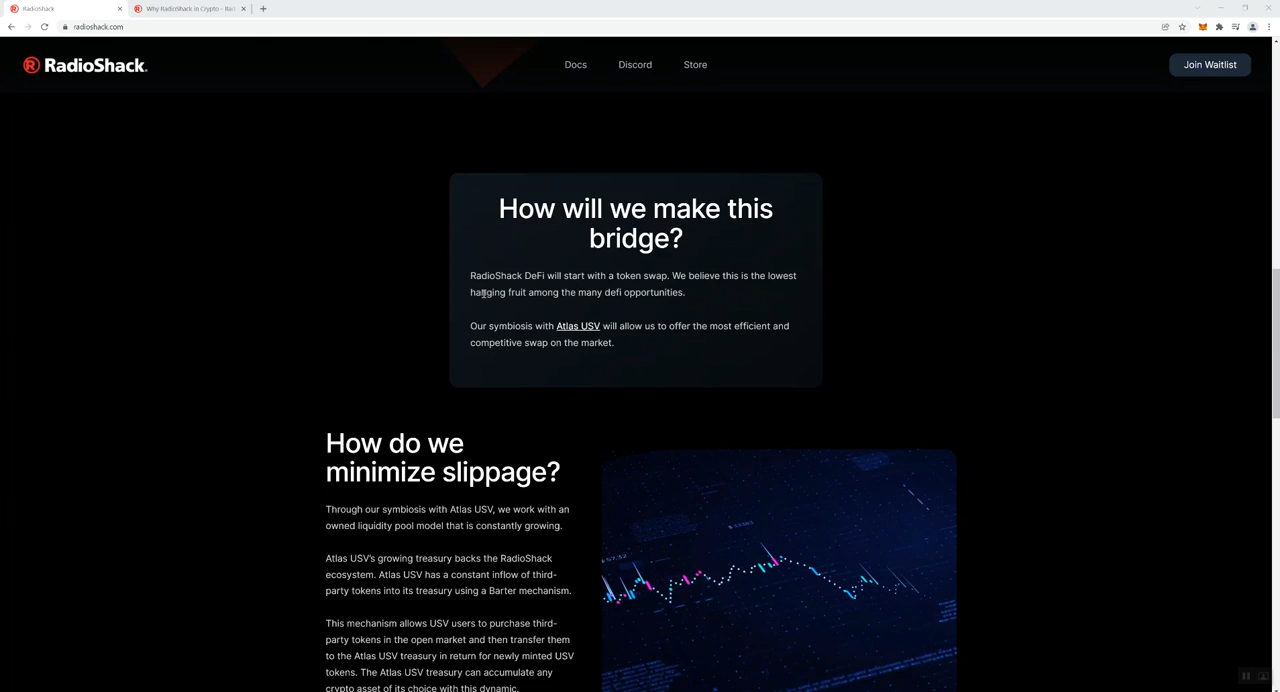 RadioShack
Why RadioShack in Crypto - Rad
radioshack.com
RadioShack.
Docs
Discord
Store
Join Waitlist
How will we make this
bridge?
RadioShack DeFi will start with a token swap. We believe this is the lowest
hanging fruit among the many defi opportunities.
Our symbiosis with Atlas USV will allow us to offer the most efficient and
competitive swap on the market.
How do we
minimize slippage?
Through our symbiosis with Atlas USV, we work with an
owned liquidity pool model that is constantly growing.
Atlas USV's growing treasury backs the RadioShack
ecosystem. Atlas USV has a constant inflow of third-
party tokens into its treasury using a Barter mechanism.
This mechanism allows USV users to purchase third-
party tokens in the open market and then transfer them
to the Atlas USV treasury in return for newly minted USV
tokens. The Atlas USV treasury can accumulate any
crypto asset of its choice with this dynamic.